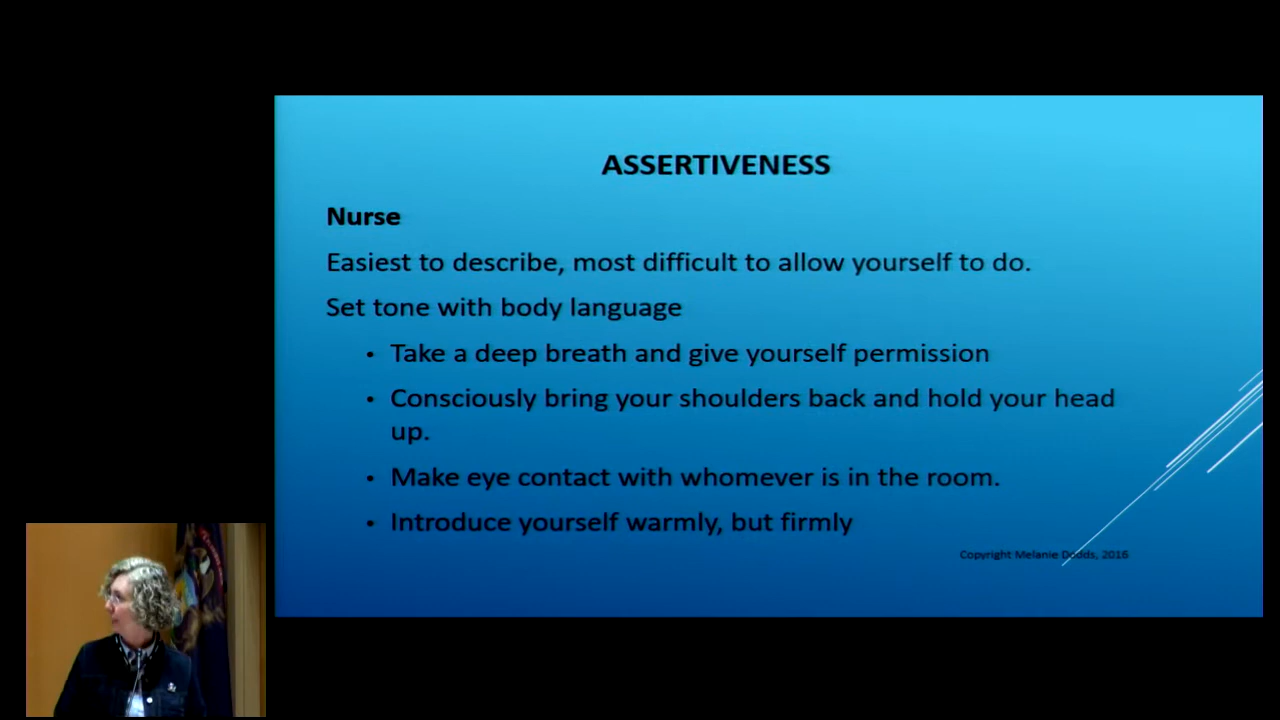 ASSERTIVENESS
Nurse
Easiest to describe, most difficult to allow yourself to do.
Set tone with body language
• Take a deep breath and give yourself permission
• Consciously bring your shoulders back and hold your head
up.
• Make eye contact with whomever is in the room.
• Introduce yourself warmly, but firmly
Copyright Melanie Dodds, 2016